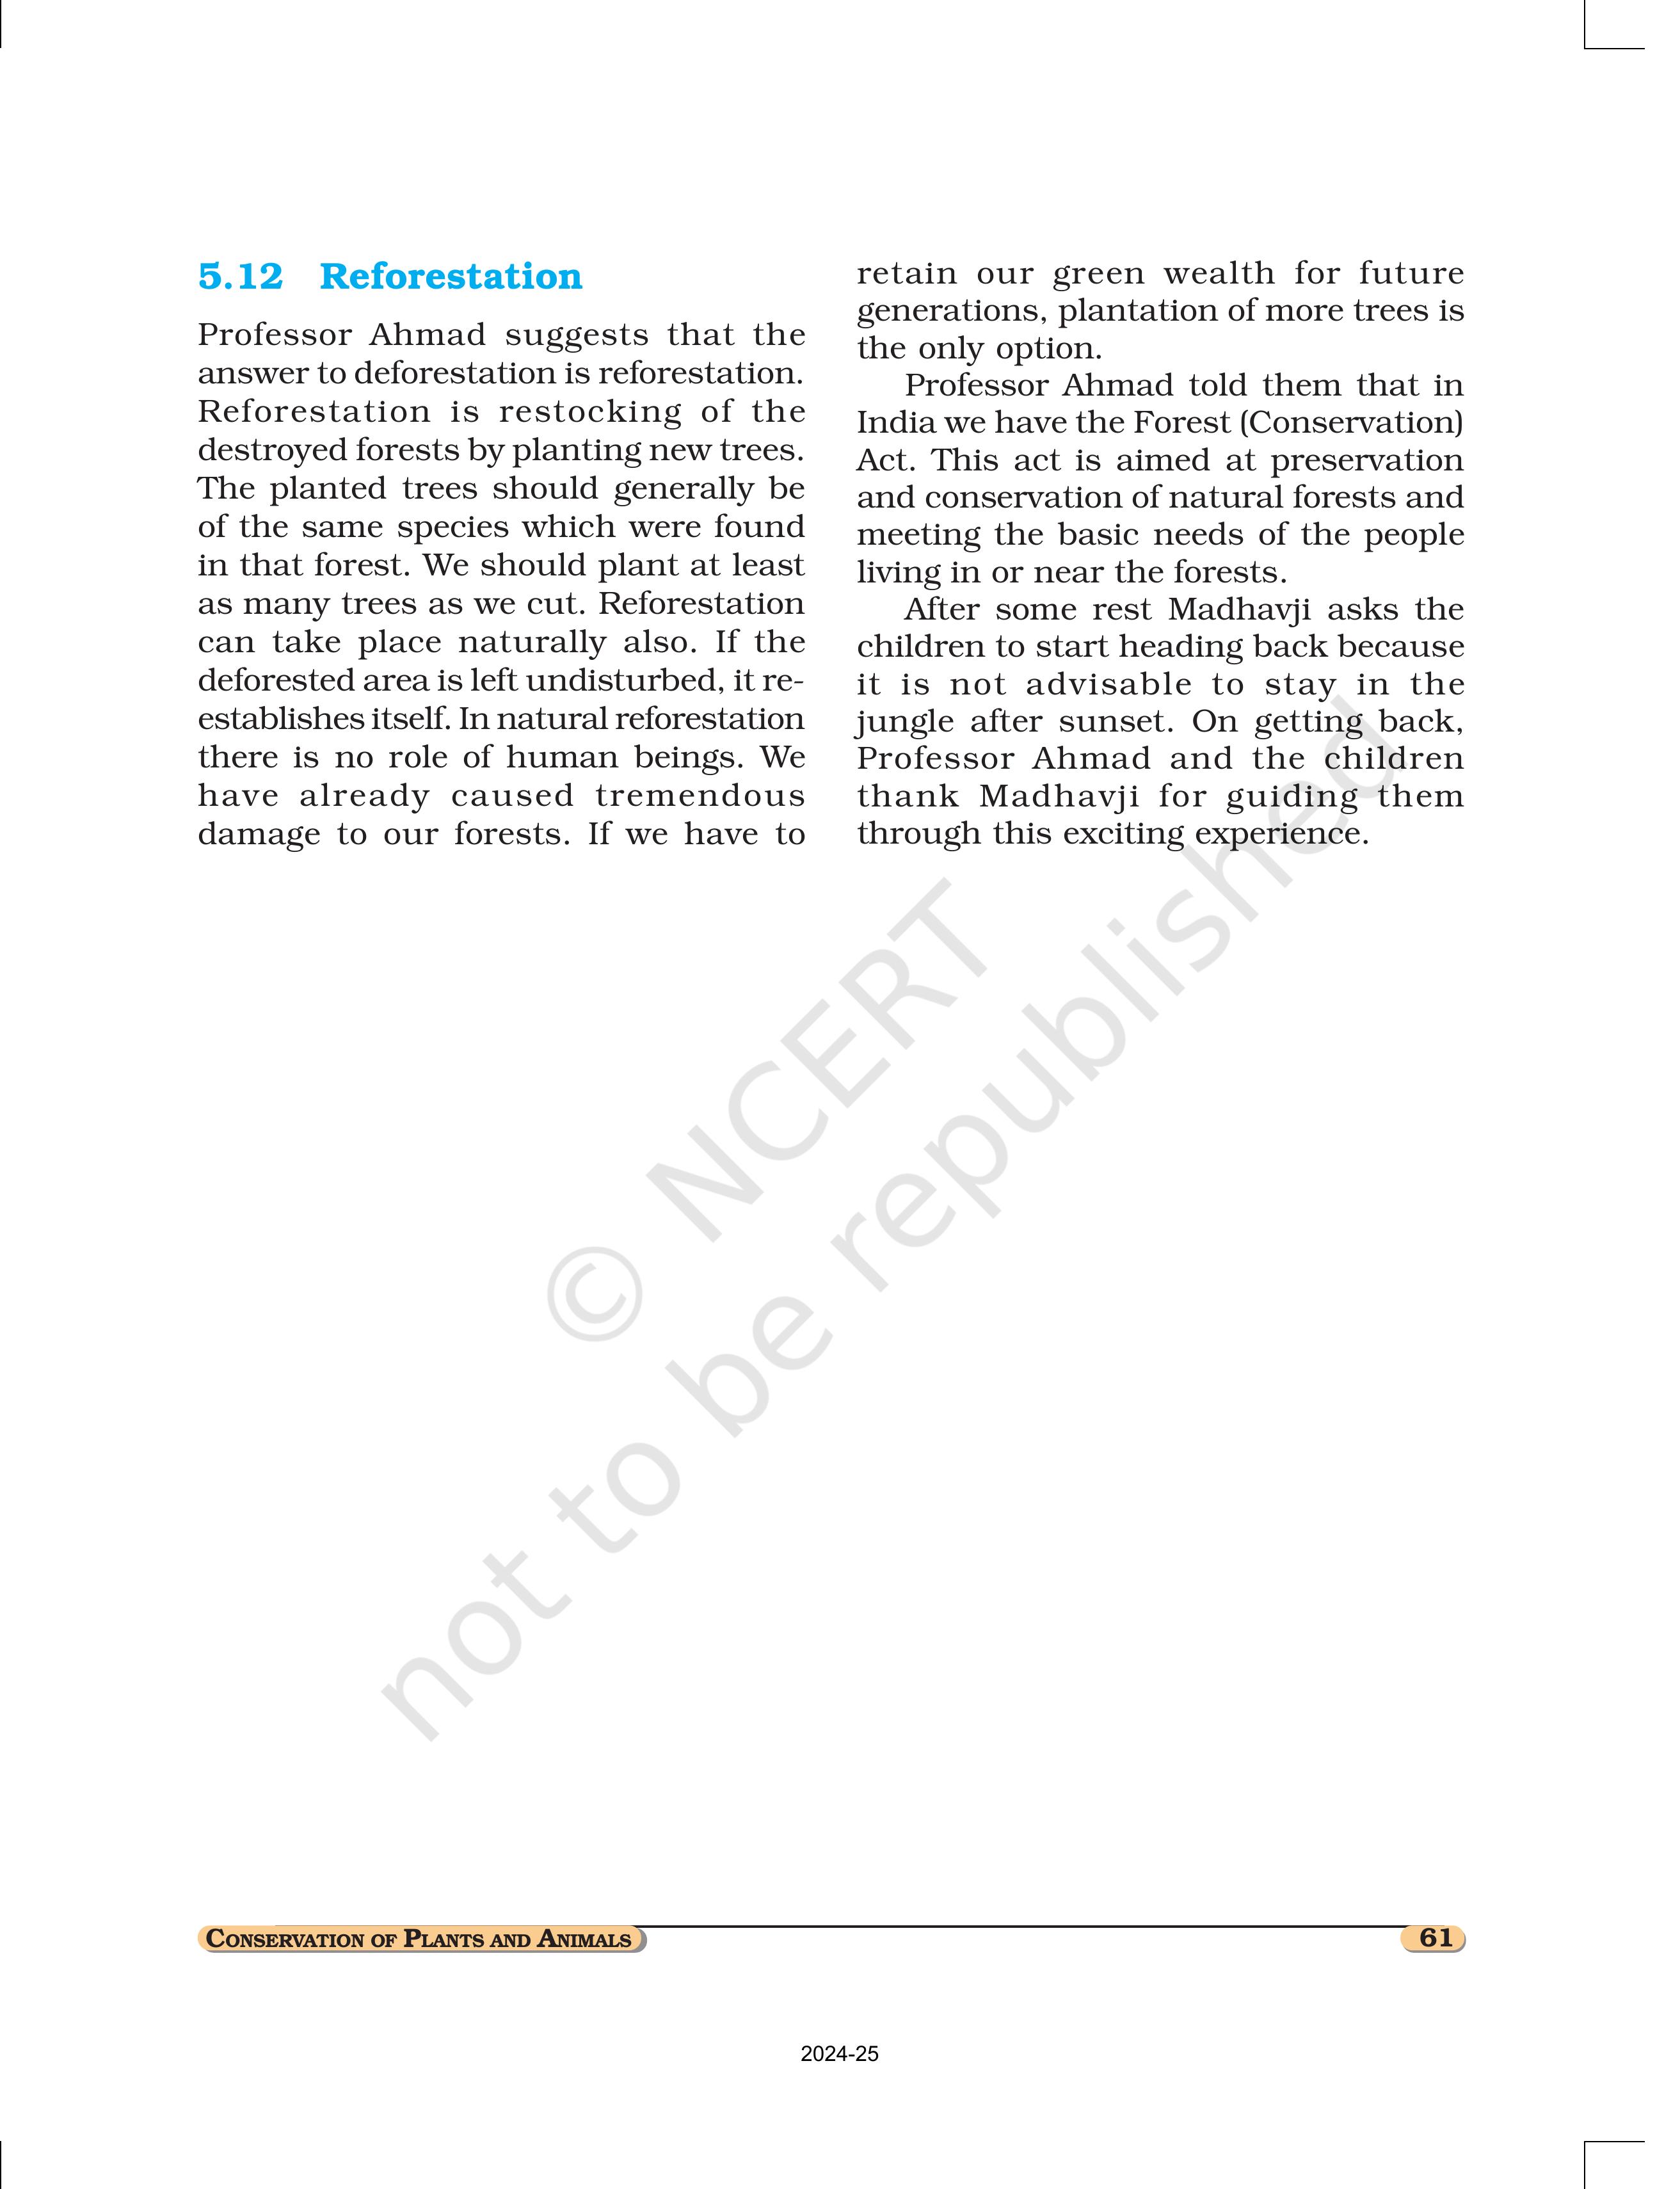 5.12 Reforestation
Professor Ahmad suggests that the
answer to deforestation is reforestation.
Reforestation is restocking of the
destroyed forests by planting new trees.
The planted trees should generally be
of the same species which were found
in that forest. We should plant at least
as many trees as we cut. Reforestation
can take place naturally also. If the
deforested area is left undisturbed, it re-
establishes itself. In natural reforestation
there is no role of human beings. We
have already caused tremendous
damage to our forests. If we have to
retain our green wealth for future
generations, plantation of more trees is
the only option.
Professor Ahmad told them that in
India we have the Forest (Conservation)
Act. This act is aimed at preservation
and conservation of natural forests and
meeting the basic needs of the people
living in or near the forests.
After some rest Madhavji asks the
children to start heading back because
it is not advisable to stay in the
jungle after sunset. On getting back,
Professor Ahmad and the children
thank Madhavji for guiding them
through this exciting experience.
© NCERT
not to be republished
CONSERVATION OF PLANTS AND ANIMALS
61
2024-25